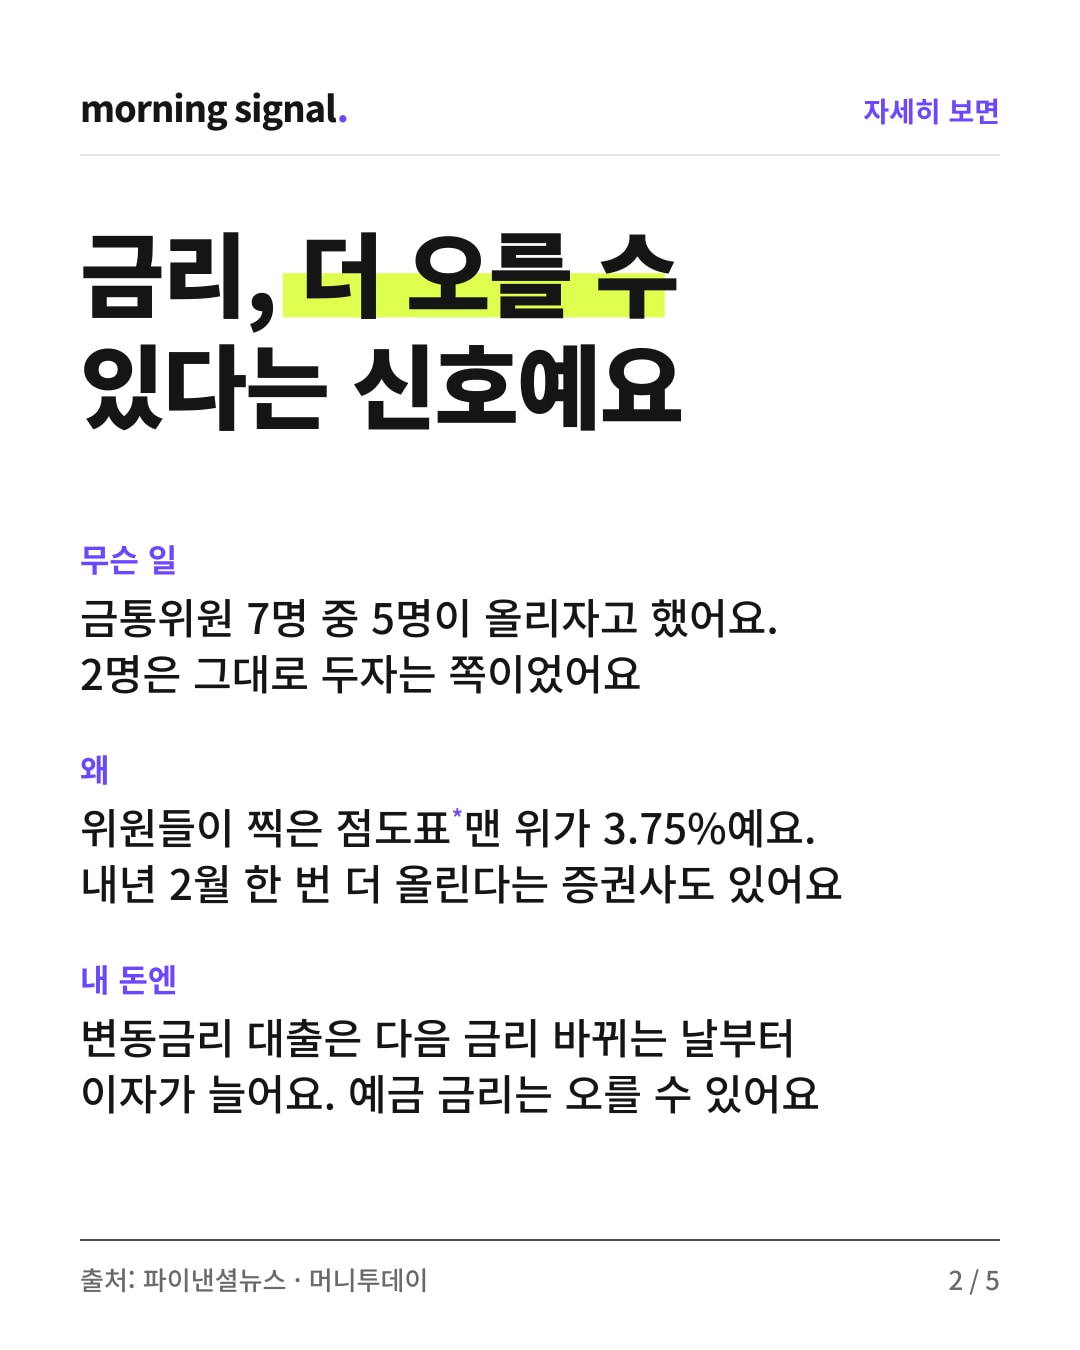 morning signal.
자세히 보면
금리, 더 오를 수
있다는 신호예요
무슨 일
금통위원 7명 중 5명이 올리자고 했어요.
2명은 그대로 두자는 쪽이었어요
왜
위원들이 찍은 점도표*맨 위가 3.75%예요.
내년 2월 한 번 더 올린다는 증권사도 있어요
내 돈엔
변동금리 대출은 다음 금리 바뀌는 날부터
이자가 늘어요. 예금 금리는 오를 수 있어요
출처: 파이낸셜뉴스 · 머니투데이
2 / 5